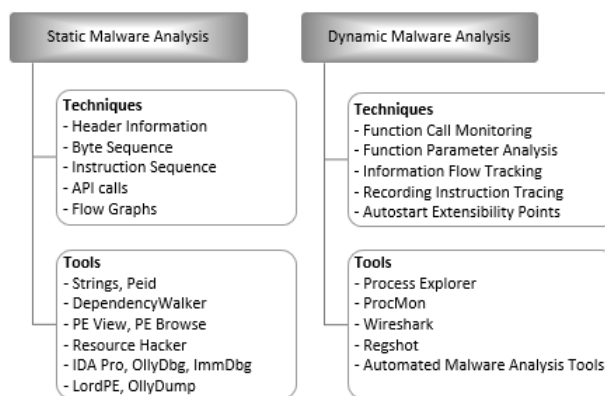 Static Malware Analysis
Techniques
- Header Information
- Byte Sequence
- Instruction Sequence
- API calls
- Flow Graphs
Tools
- Strings, Peid
- DependencyWalker
- PE View, PE Browse
- Resource Hacker
- IDA Pro, OllyDbg, ImmDbg
- LordPE, OllyDump
Dynamic Malware Analysis
Techniques
- Function Call Monitoring
- Function Parameter Analysis
- Information Flow Tracking
- Recording Instruction Tracing
- Autostart Extensibility Points
Tools
- Process Explorer
- ProcMon
- Wireshark
- Regshot
- Automated Malware Analysis Tools